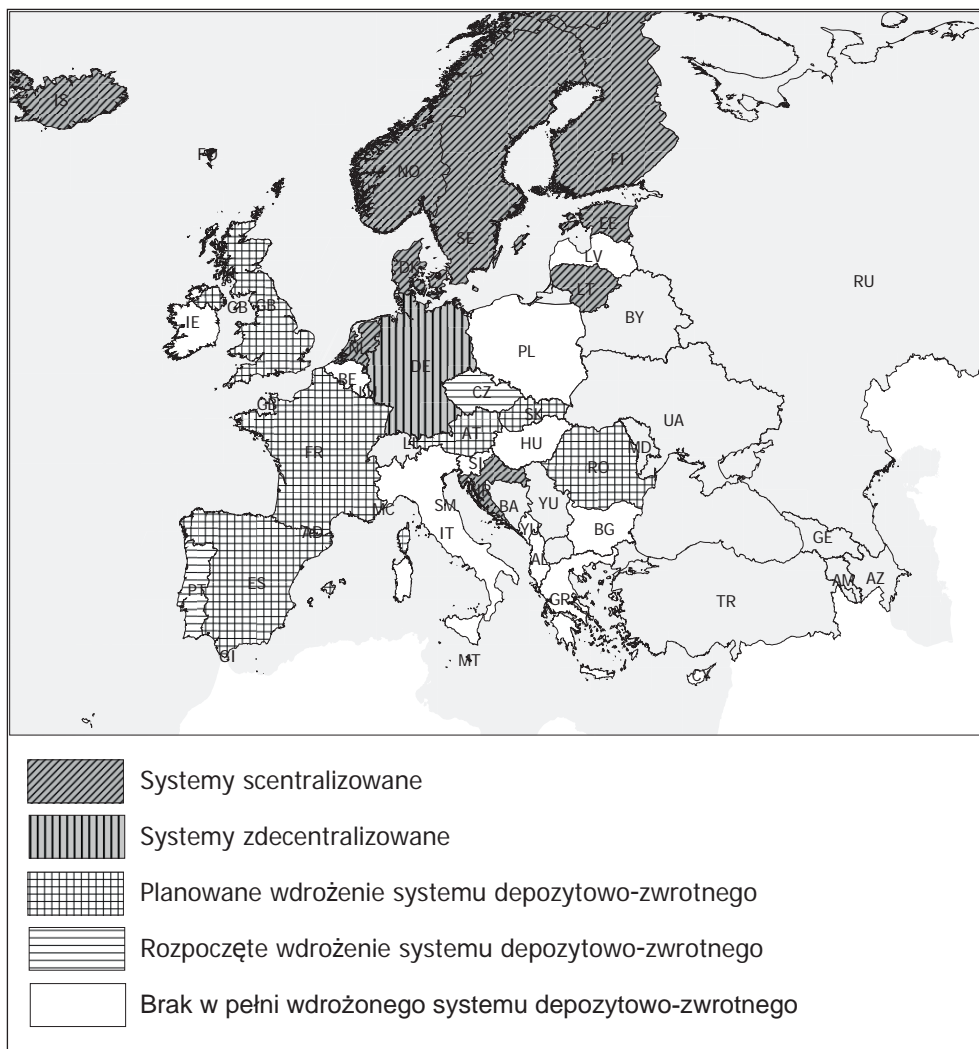 IS
FO
NO
FI
SE
EE
LV
DK
LT
RU
IE
GB
GB
BY
NL
PL
DE
BE
CZ
UA
GB
SK
AT
FR
HU
MD
LI
RO
SI
MC
SM
BA
YU
IT
YU
BG
AD
GE
AL
PT
ES
AM
AZ
GR
TR
GI
MT
CY
Systemy scentralizowane
Systemy zdecentralizowane
Planowane wdrożenie systemu depozytowo-zwrotnego
Rozpoczęte wdrożenie systemu depozytowo-zwrotnego
Brak w pełni wdrożonego systemu depozytowo-zwrotnego